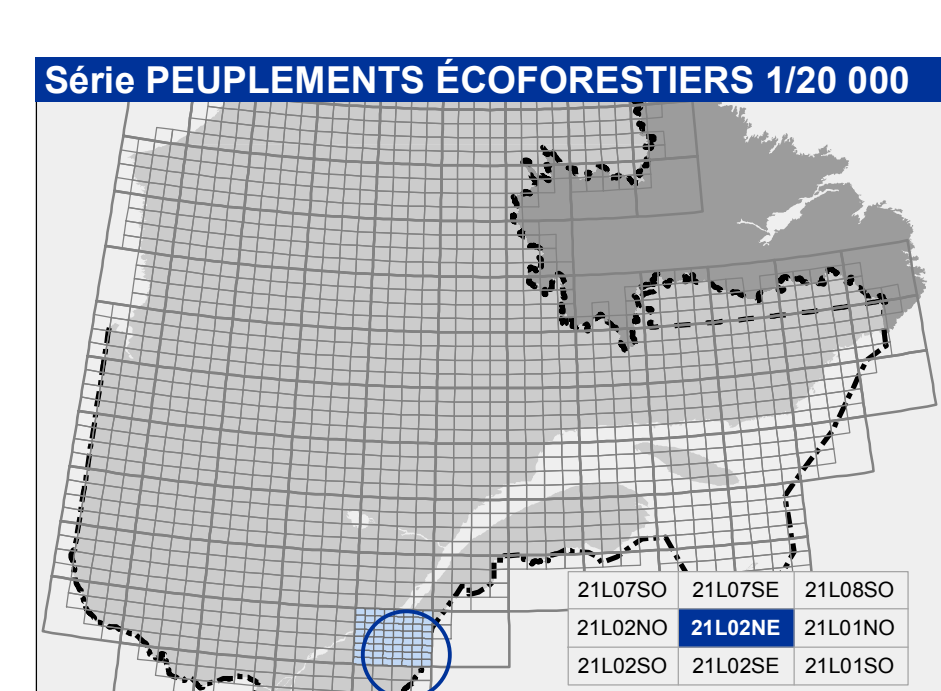 Série PEUPLEMENTS ÉCOFORESTIERS 1/20 000
21L07SO 21L07SE 21L08SO
21L02NO 21L02NE 21L01NO
21L02SO 21L02SE 21L01SO